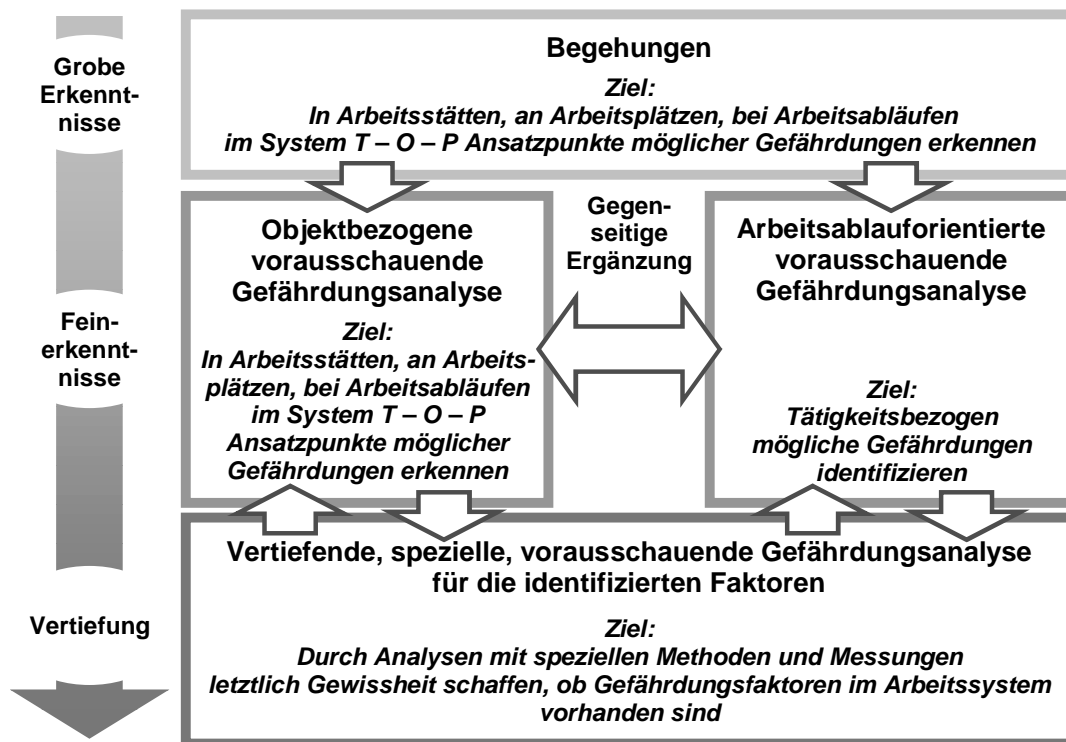 Grobe
Erkennt-
nisse
Begehungen
Ziel:
In Arbeitsstätten, an Arbeitsplätzen, bei Arbeitsabläufen
im System T – O – P Ansatzpunkte möglicher Gefährdungen erkennen
Fein-
erkennt-
nisse
Objektbezogene
vorausschauende
Gefährdungsanalyse
Ziel:
In Arbeitsstätten, an Arbeits-
plätzen, bei Arbeitsabläufen
im System T – O – P
Ansatzpunkte möglicher
Gefährdungen erkennen
Gegen-
seitige
Ergänzung
Arbeitsablauforientierte
vorausschauende
Gefährdungsanalyse
Ziel:
Tätigkeitsbezogen
mögliche Gefährdungen
identifizieren
Vertiefung
Vertiefende, spezielle, vorausschauende Gefährdungsanalyse
für die identifizierten Faktoren
Ziel:
Durch Analysen mit speziellen Methoden und Messungen
letztlich Gewissheit schaffen, ob Gefährdungsfaktoren im Arbeitssystem
vorhanden sind